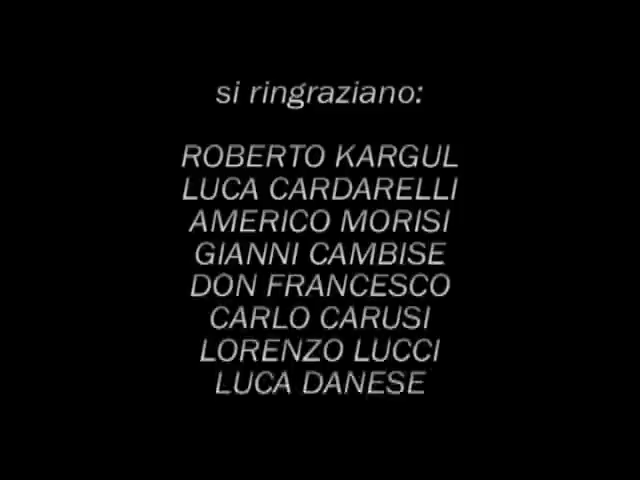 si ringraziano:
ROBERTO KARGUL
LUCA CARDARELLI
AMERICO MORISI
GIANNI CAMBISE
DON FRANCESCO
CARLO CARUSI
LORENZO LUCCI
LUCA DANESE